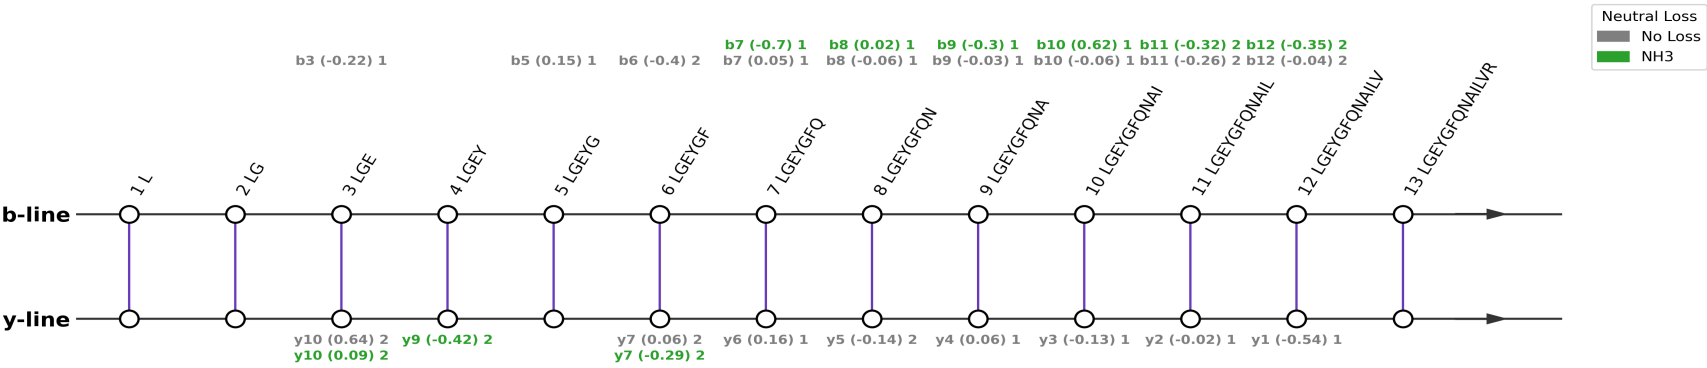 Neutral Loss
No Loss
NH3
b7 (-0.7) 1 b8 (0.02) 1 b9 (-0.3) 1 b10 (0.62) 1 b11 (-0.32) 2 b12 (-0.35) 2
b3 (-0.22) 1 b5 (0.15) 1 b6 (-0.4) 2 b7 (0.05) 1 b8 (-0.06) 1 b9 (-0.03) 1 b10 (-0.06) 1 b11 (-0.26) 2 b12 (-0.04) 2
1 L
2 LG
3 LGE
4 LGEY
5 LGEYG
6 LGEYGF
7 LGEYGFQ
8 LGEYGFQN
9 LGEYGFQNA
10 LGEYGFQNAI
11 LGEYGFQNAIL
12 LGEYGFQNAILV
13 LGEYGFQNAILVR
b-line
y-line
y10 (0.64) 2 y9 (-0.42) 2 y7 (0.06) 2 y6 (0.16) 1 y5 (-0.14) 2 y4 (0.06) 1 y3 (-0.13) 1 y2 (-0.02) 1 y1 (-0.54) 1
y10 (0.09) 2 y7 (-0.29) 2